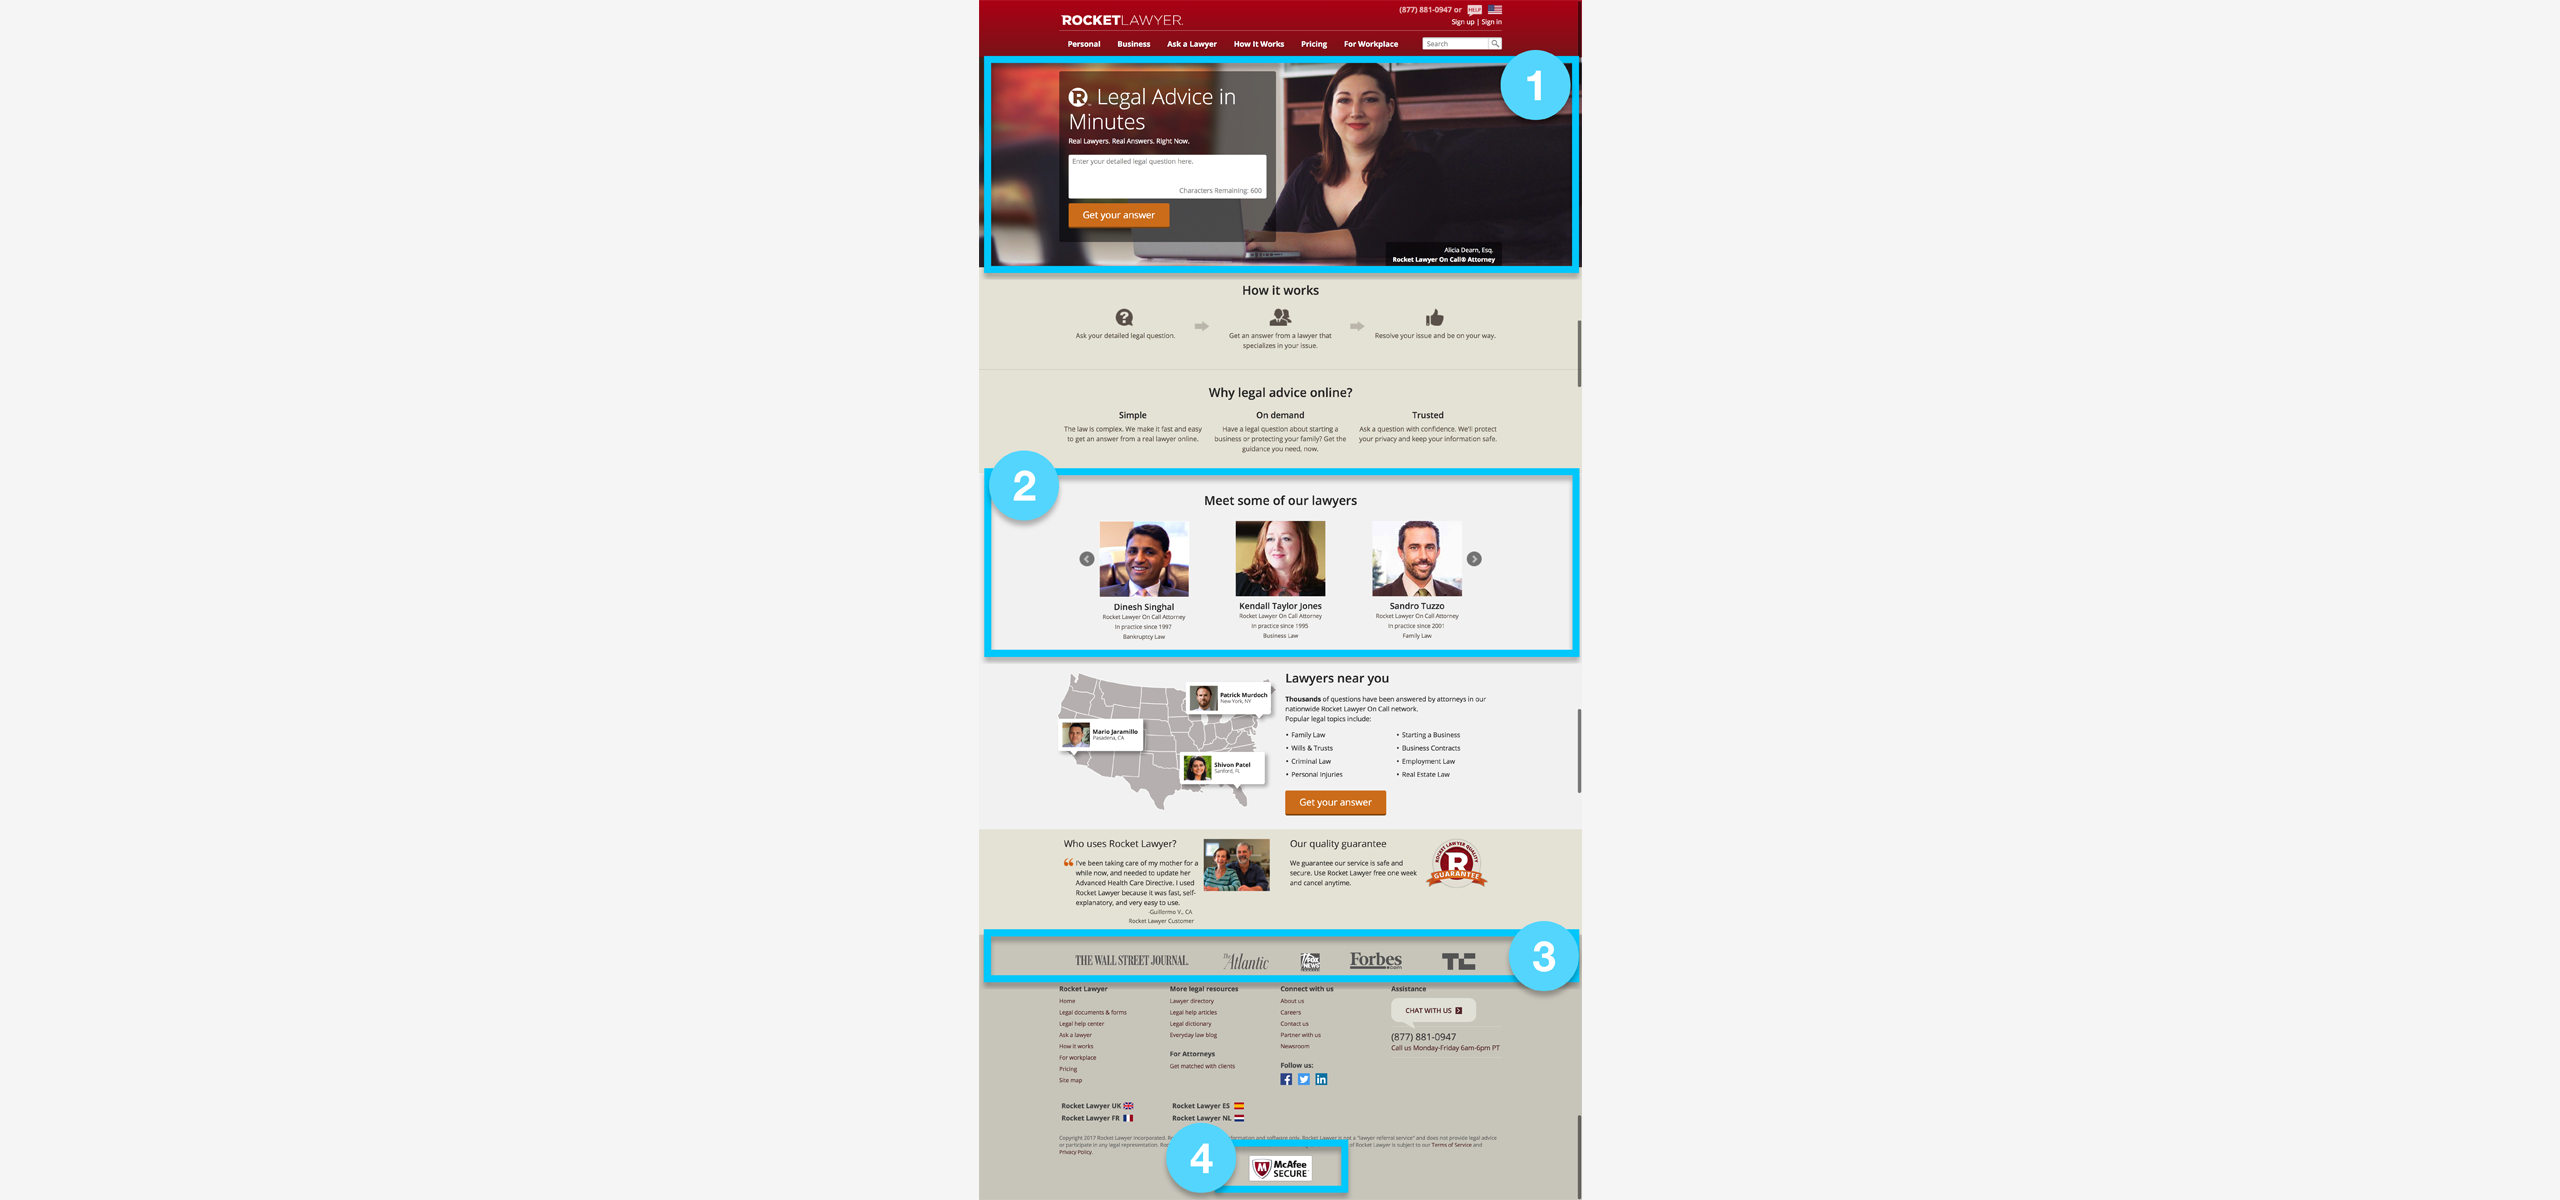 ROCKETLAWYER.
(877) 881-0947 or HELP
Sign up | Sign in
Personal Business Ask a Lawyer How It Works Pricing For Workplace Search
1
R Legal Advice in
Minutes
Real Lawyers. Real Answers. Right Now.
Enter your detailed legal question here.
Characters Remaining: 600
Get your answer
Alicia Dearn, Esq.
Rocket Lawyer On Call® Attorney
How it works
Ask your detailed legal question.
Get an answer from a lawyer that
specializes in your issue.
Resolve your issue and be on your way.
Why legal advice online?
Simple
The law is complex. We make it fast and easy
to get an answer from a real lawyer online.
On demand
Have a legal question about starting a
business or protecting your family? Get the
guidance you need, now.
Trusted
Ask a question with confidence. We'll protect
your privacy and keep your information safe.
2
Meet some of our lawyers
Dinesh Singhal
Rocket Lawyer On Call Attorney
In practice since 1997
Bankruptcy Law
Kendall Taylor Jones
Rocket Lawyer On Call Attorney
In practice since 1995
Business Law
Sandro Tuzzo
Rocket Lawyer On Call Attorney
In practice since 2001
Family Law
Patrick Murdoch
New York, NY
Mario Jaramillo
Pasadena, CA
Shivon Patel
Sanford, FL
Lawyers near you
Thousands of questions have been answered by attorneys in our
nationwide Rocket Lawyer On Call network.
Popular legal topics include:
• Family Law
• Wills & Trusts
• Criminal Law
• Personal Injuries
• Starting a Business
• Business Contracts
• Employment Law
• Real Estate Law
Get your answer
Who uses Rocket Lawyer?
“ I've been taking care of my mother for a
while now, and needed to update her
Advanced Health Care Directive. I used
Rocket Lawyer because it was fast, self-
explanatory, and very easy to use.
-Guillermo V., CA
Rocket Lawyer Customer
Our quality guarantee
We guarantee our service is safe and
secure. Use Rocket Lawyer free one week
and cancel anytime.
ROCKET LAWYER QUALITY
R
GUARANTEE
3
THE WALL STREET JOURNAL.
The Atlantic
FOX NEWS
Forbes.com
TC
Rocket Lawyer
Home
Legal documents & forms
Legal help center
Ask a lawyer
How it works
For workplace
Pricing
Site map
More legal resources
Lawyer directory
Legal help articles
Legal dictionary
Everyday law blog
For Attorneys
Get matched with clients
Connect with us
About us
Careers
Contact us
Partner with us
Newsroom
Follow us:
Assistance
CHAT WITH US
(877) 881-0947
Call us Monday-Friday 6am-6pm PT
Rocket Lawyer UK
Rocket Lawyer FR
Rocket Lawyer ES
Rocket Lawyer NL
Copyright 2017 Rocket Lawyer Incorporated. information and software only. Rocket Lawyer is not a "lawyer referral service" and does not provide legal advice
or participate in any legal representation. of Rocket Lawyer is subject to our Terms of Service and
Privacy Policy.
4
McAfee
SECURE